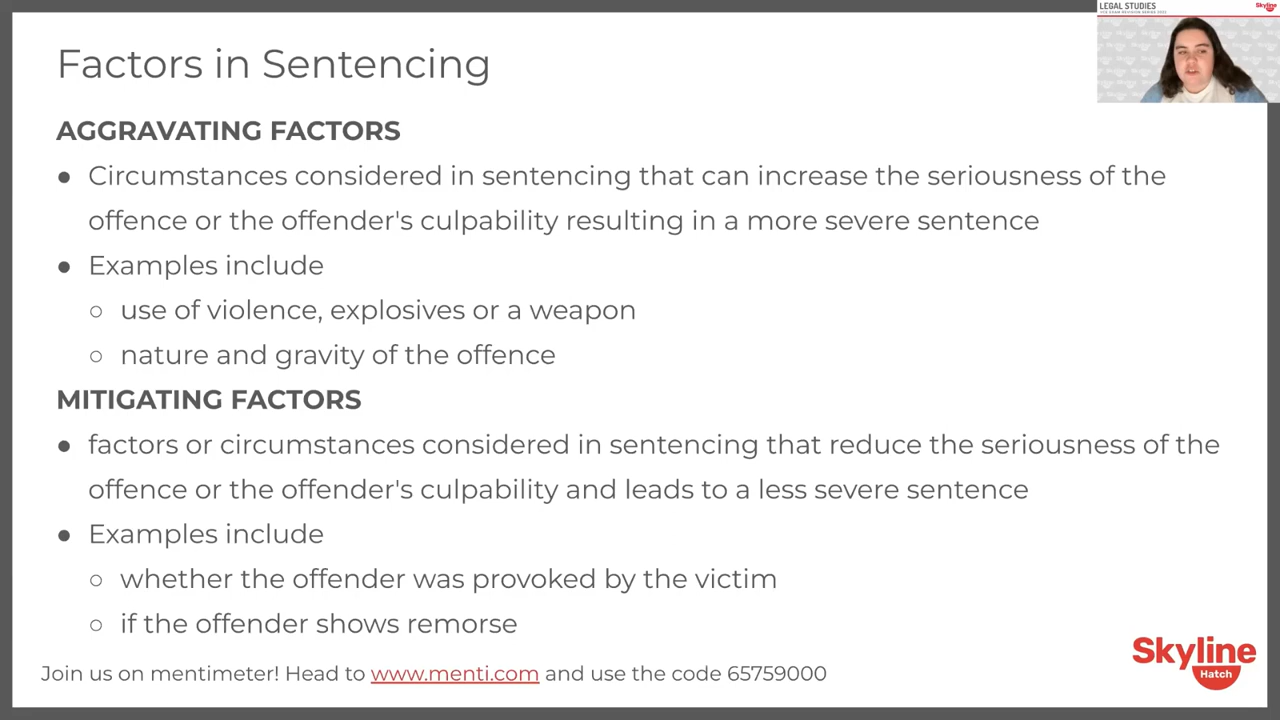 LEGAL STUDIES
Skyline
Factors in Sentencing
AGGRAVATING FACTORS
● Circumstances considered in sentencing that can increase the seriousness of the
offence or the offender's culpability resulting in a more severe sentence
● Examples include
○ use of violence, explosives or a weapon
○ nature and gravity of the offence
MITIGATING FACTORS
● factors or circumstances considered in sentencing that reduce the seriousness of the
offence or the offender's culpability and leads to a less severe sentence
● Examples include
○ whether the offender was provoked by the victim
○ if the offender shows remorse
Join us on mentimeter! Head to www.menti.com and use the code 65759000
Skyline
Hatch